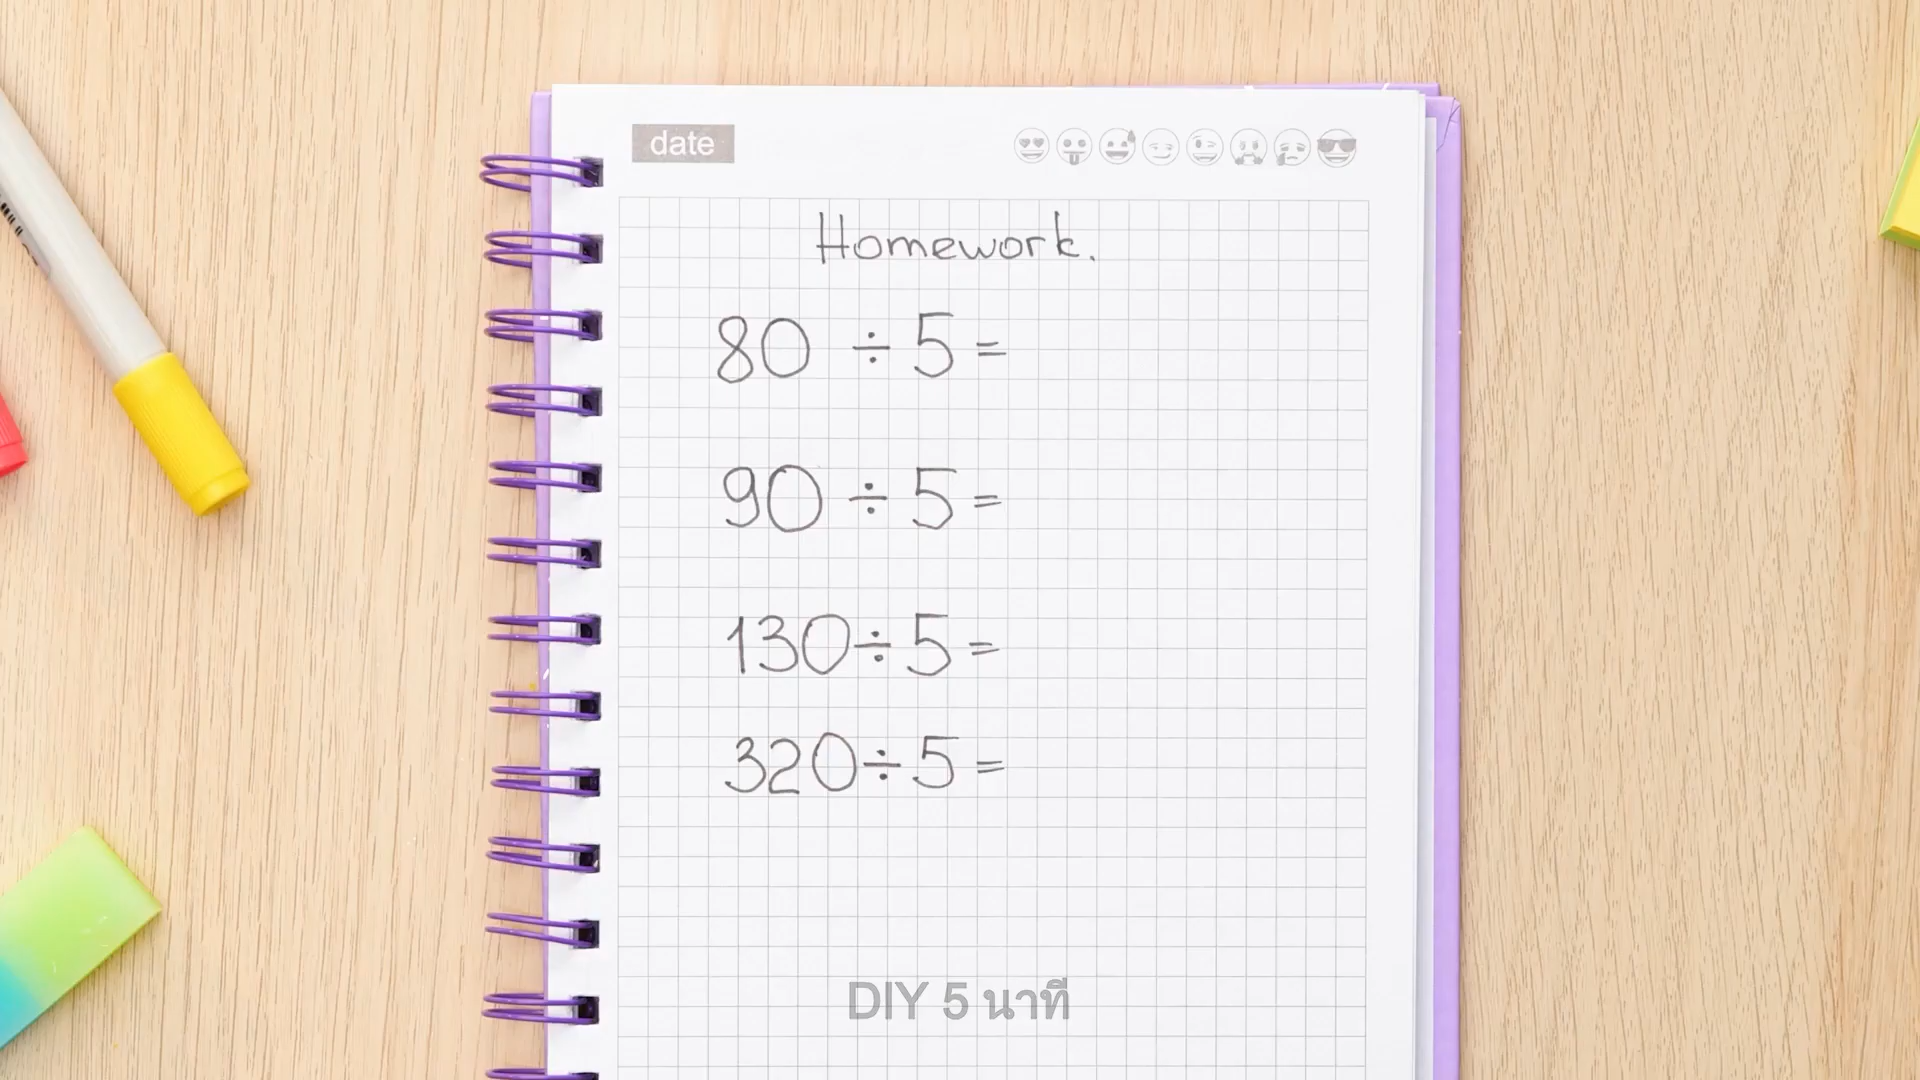 date
Homework.
80 ÷ 5 =
90 ÷ 5 =
130 ÷ 5 =
320 ÷ 5 =
DIY 5 นาที